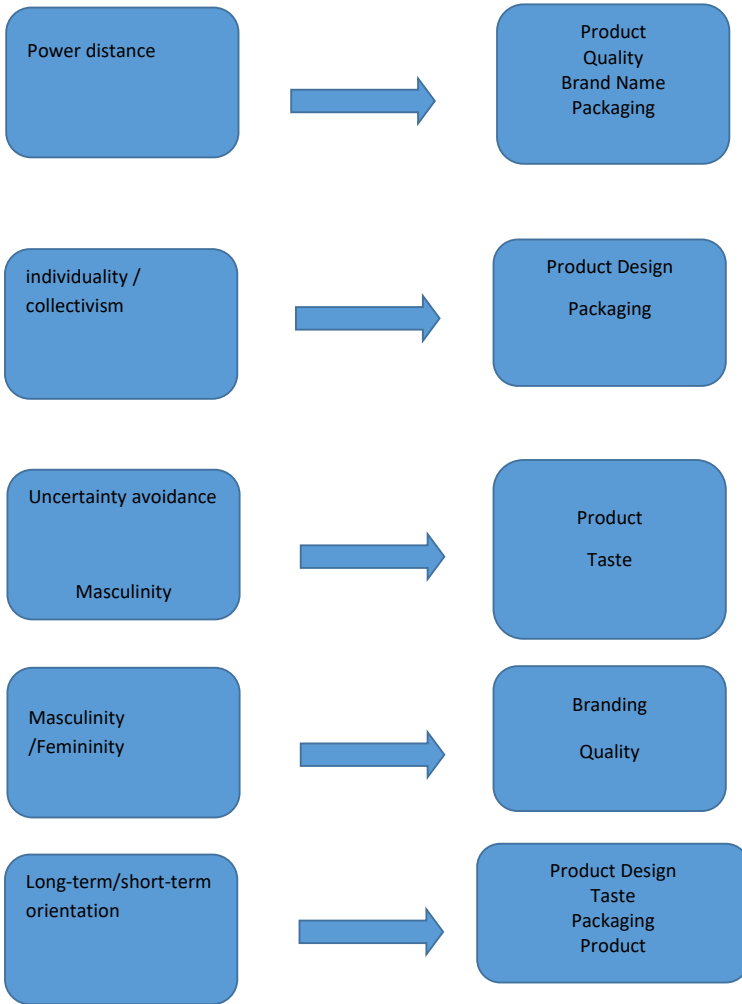 Power distance
Product
Quality
Brand Name
Packaging
individuality /
collectivism
Product Design
Packaging
Uncertainty avoidance
Masculinity
Product
Taste
Masculinity
/Femininity
Branding
Quality
Long-term/short-term
orientation
Product Design
Taste
Packaging
Product